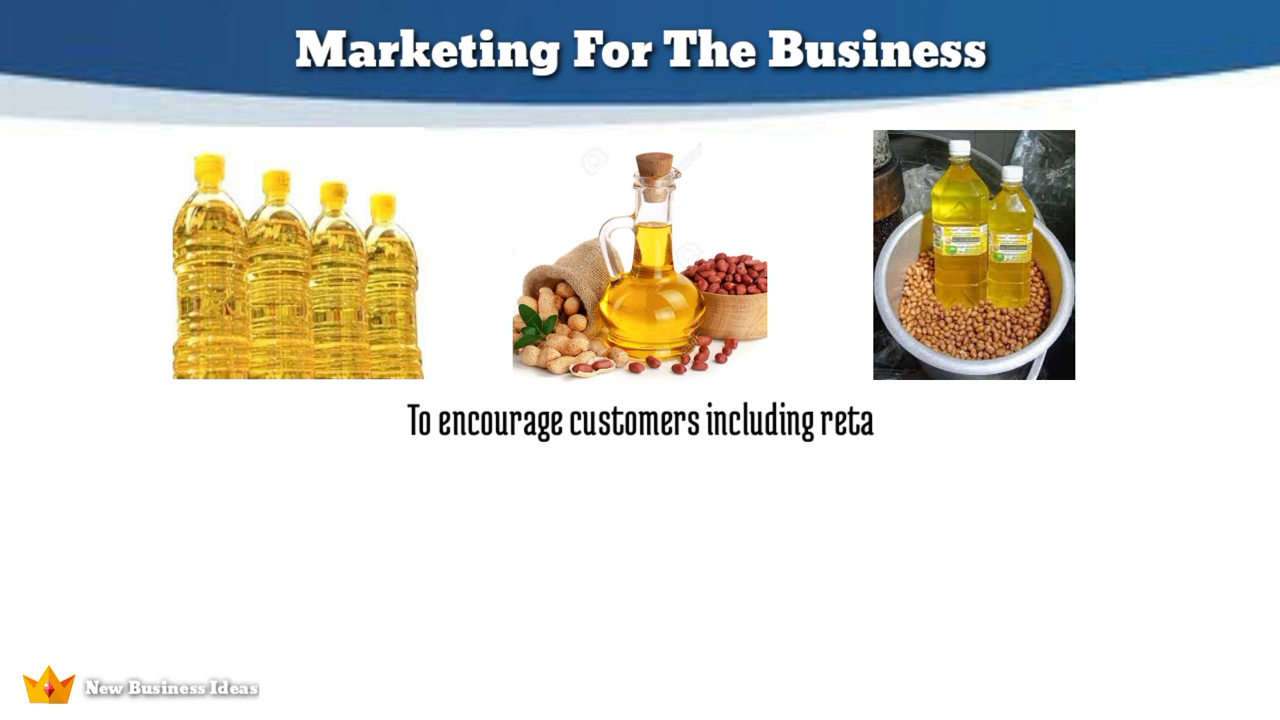 Marketing For The Business
To encourage customers including reta
New Business Ideas